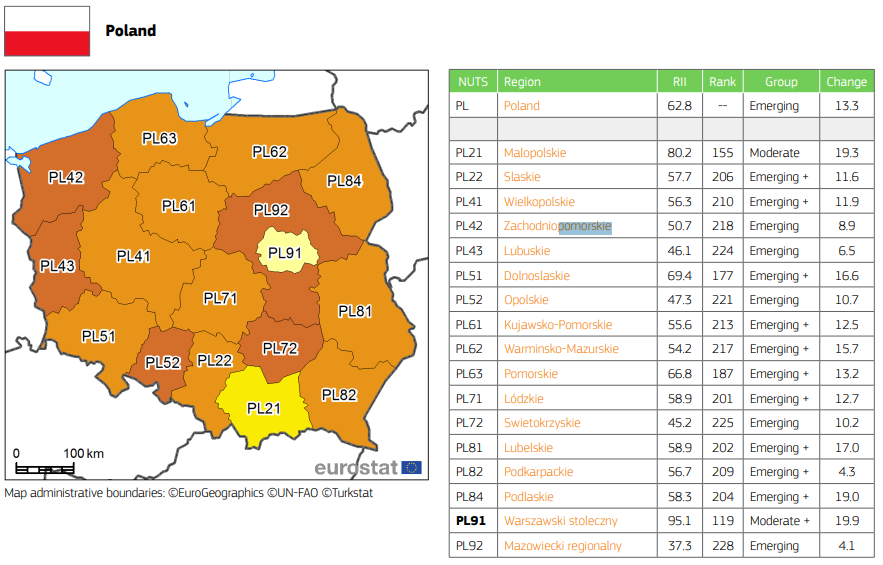 Poland
PL63
PL62
PL42
PL84
PL61
PL92
PL91
PL41
PL43
PL71
PL81
PL51
PL72
PL52
PL22
PL82
PL21
0 100 km
eurostat
Map administrative boundaries: ©EuroGeographics ©UN-FAO ©Turkstat
NUTS Region RII Rank Group Change
PL Poland 62.8 -- Emerging 13.3
PL21 Malopolskie 80.2 155 Moderate 19.3
PL22 Slaskie 57.7 206 Emerging + 11.6
PL41 Wielkopolskie 56.3 210 Emerging + 11.9
PL42 Zachodniopomorskie 50.7 218 Emerging 8.9
PL43 Lubuskie 46.1 224 Emerging 6.5
PL51 Dolnoslaskie 69.4 177 Emerging + 16.6
PL52 Opolskie 47.3 221 Emerging 10.7
PL61 Kujawsko-Pomorskie 55.6 213 Emerging + 12.5
PL62 Warminsko-Mazurskie 54.2 217 Emerging + 15.7
PL63 Pomorskie 66.8 187 Emerging + 13.2
PL71 Lódzkie 58.9 201 Emerging + 12.7
PL72 Swietokrzyskie 45.2 225 Emerging 10.2
PL81 Lubelskie 58.9 202 Emerging + 17.0
PL82 Podkarpackie 56.7 209 Emerging + 4.3
PL84 Podlaskie 58.3 204 Emerging + 19.0
PL91 Warszawski stoleczny 95.1 119 Moderate + 19.9
PL92 Mazowiecki regionalny 37.3 228 Emerging 4.1